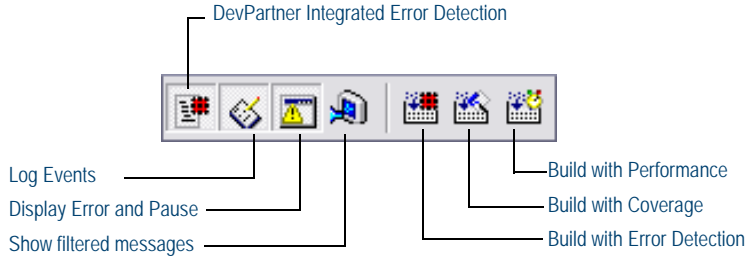 DevPartner Integrated Error Detection
Log Events
Display Error and Pause
Show filtered messages
Build with Performance
Build with Coverage
Build with Error Detection